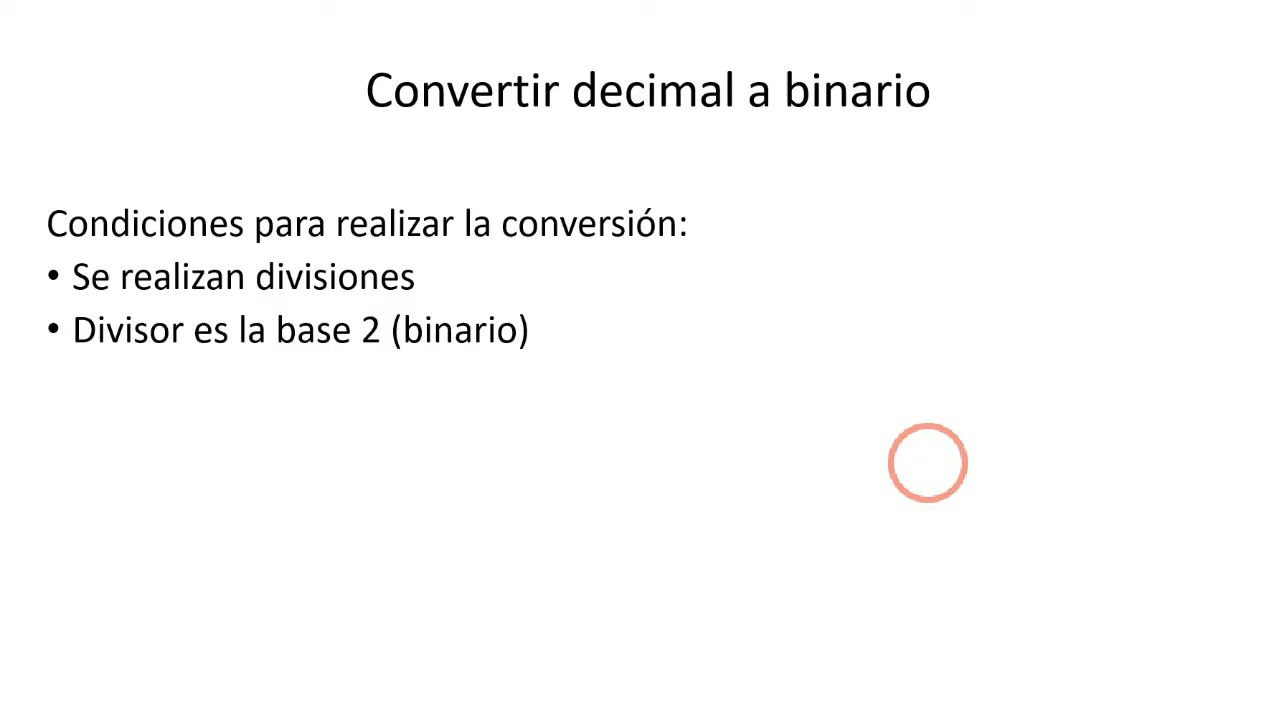 Convertir decimal a binario
Condiciones para realizar la conversión:
• Se realizan divisiones
• Divisor es la base 2 (binario)